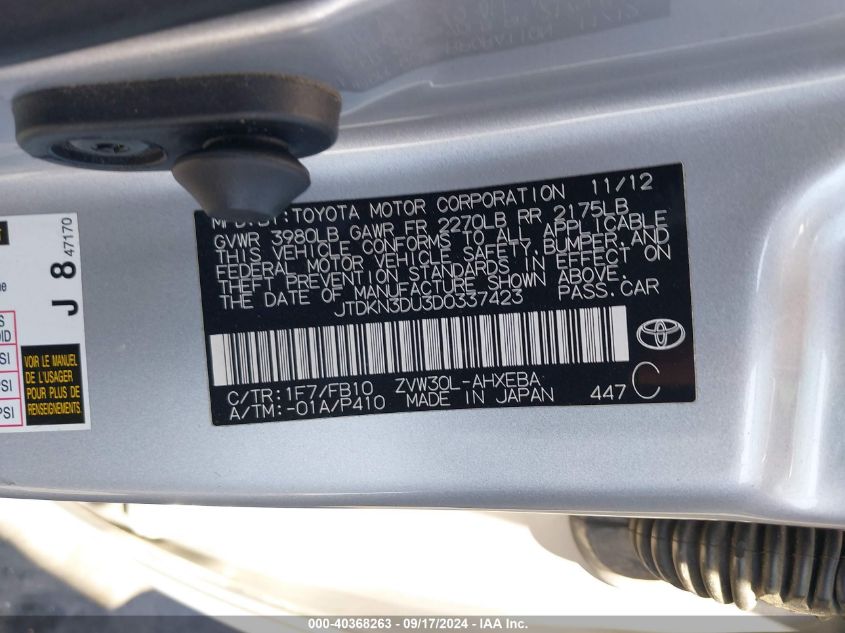 MFD. BY: TOYOTA MOTOR CORPORATION 11/12
GVWR 3980LB GAWR FR 2270LB RR 2175LB
THIS VEHICLE CONFORMS TO ALL APPLICABLE
FEDERAL MOTOR VEHICLE SAFETY, BUMPER, AND
THEFT PREVENTION STANDARDS IN EFFECT ON
THE DATE OF MANUFACTURE SHOWN ABOVE.
JTDKN3DU3D0337423 PASS. CAR
C/TR: 1F7/FB10 ZVW30L-AHXEBA
A/TM: -01A/P410 MADE IN JAPAN 447 C
J 8 47170
VOIR LE MANUEL
DE L'USAGER
POUR PLUS DE
RENSEIGNEMENTS
PSI
000-40368263 - 09/17/2024 - IAA Inc.